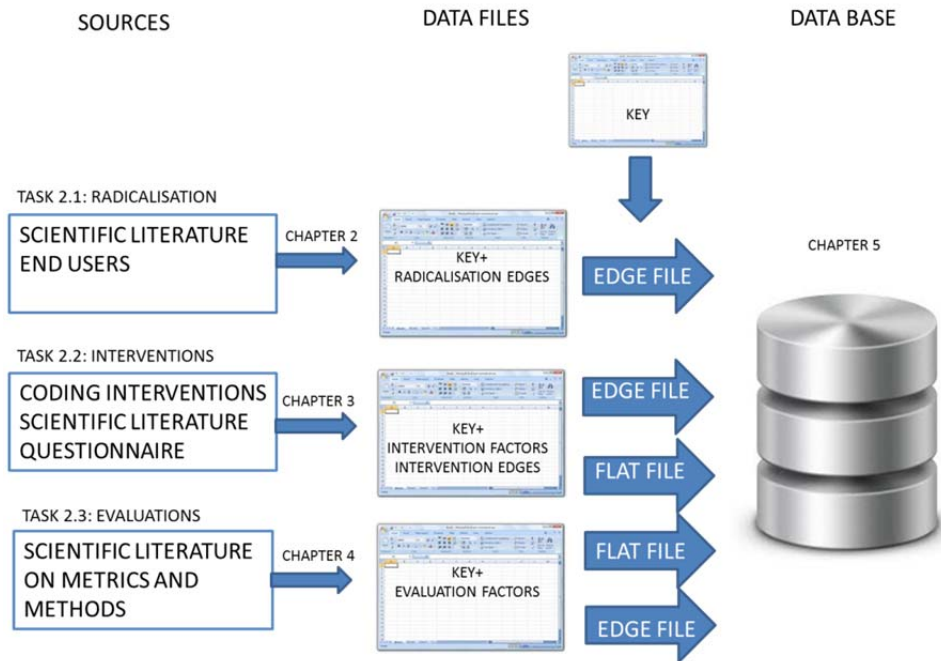 SOURCES
DATA FILES
DATA BASE
KEY
TASK 2.1: RADICALISATION
SCIENTIFIC LITERATURE
END USERS
CHAPTER 2
KEY+
RADICALISATION EDGES
EDGE FILE
CHAPTER 5
TASK 2.2: INTERVENTIONS
CODING INTERVENTIONS
SCIENTIFIC LITERATURE
QUESTIONNAIRE
CHAPTER 3
KEY+
INTERVENTION FACTORS
INTERVENTION EDGES
EDGE FILE
FLAT FILE
TASK 2.3: EVALUATIONS
SCIENTIFIC LITERATURE
ON METRICS AND
METHODS
CHAPTER 4
KEY+
EVALUATION FACTORS
FLAT FILE
EDGE FILE